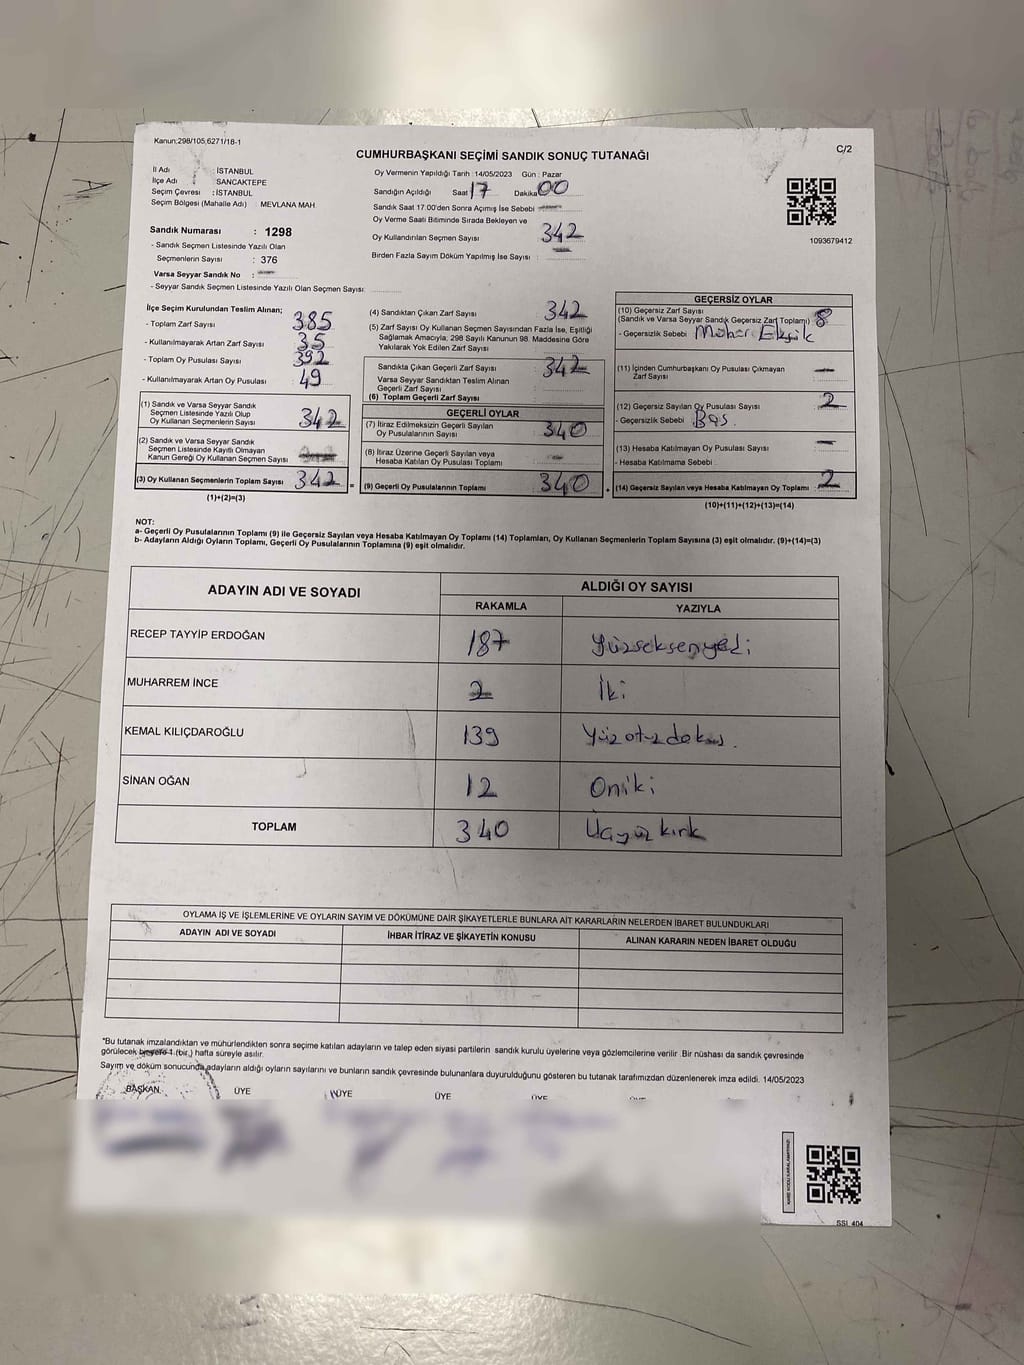 Kanun:298/105,6271/18-1
C/2
CUMHURBAŞKANI SEÇİMİ SANDIK SONUÇ TUTANAĞI
İl Adı : İSTANBUL
İlçe Adı : SANCAKTEPE
Seçim Çevresi : İSTANBUL
Seçim Bölgesi (Mahalle Adı) : MEVLANA MAH.
Sandık Numarası : 1298
- Sandık Seçmen Listesinde Yazılı Olan
Seçmenlerin Sayısı : 376
Varsa Seyyar Sandık No :
- Seyyar Sandık Seçmen Listesinde Yazılı Olan Seçmen Sayısı:
Oy Vermenin Yapıldığı Tarih : 14/05/2023 Gün : Pazar
Sandığın Açıldığı Saat 17 Dakika 00
Sandık Saat 17.00'den Sonra Açımış İse Sebebi
Oy Verme Saati Bitiminde Sırada Bekleyen ve
Oy Kullandırılan Seçmen Sayısı : 342
Birden Fazla Sayım Döküm Yapılmış İse Sayısı :
1093679412
İlçe Seçim Kurulundan Teslim Alınan;
- Toplam Zarf Sayısı : 385
- Kullanılmayarak Artan Zarf Sayısı : 35
- Toplam Oy Pusulası Sayısı : 392
- Kullanılmayarak Artan Oy Pusulası : 49
(1) Sandık ve Varsa Seyyar Sandık
Seçmen Listesinde Yazılı Olup
Oy Kullanan Seçmenlerin Sayısı : 342
(2) Sandık ve Varsa Seyyar Sandık
Seçmen Listesinde Kayıtlı Olmayan
Kanun Gereği Oy Kullanan Seçmen Sayısı :
(3) Oy Kullanan Seçmenlerin Toplam Sayısı : 342
(1)+(2)=(3)
(4) Sandıktan Çıkan Zarf Sayısı : 342
(5) Zarf Sayısı Oy Kullanan Seçmen Sayısından Fazla İse, Eşitliği
Sağlamak Amacıyla, 298 Sayılı Kanunun 98. Maddesine Göre
Yakılarak Yok Edilen Zarf Sayısı
Sandıkta Çıkan Geçerli Zarf Sayısı : 342
Varsa Seyyar Sandıktan Teslim Alınan
Geçerli Zarf Sayısı
(6) Toplam Geçerli Zarf Sayısı
GEÇERLİ OYLAR
(7) İtiraz Edilmeksizin Geçerli Sayılan
Oy Pusulalarının Sayısı : 340
(8) İtiraz Üzerine Geçerli Sayılan veya
Hesaba Katılan Oy Pusulası Toplamı :
(9) Geçerli Oy Pusulalarının Toplamı : 340
GEÇERSİZ OYLAR
(10) Geçersiz Zarf Sayısı
(Sandık ve Varsa Seyyar Sandık Geçersiz Zarf Toplamı) : 8
- Geçersizlik Sebebi : Mühür Eksik
(11) İçinden Cumhurbaşkanı Oy Pusulası Çıkmayan
Zarf Sayısı
(12) Geçersiz Sayılan Oy Pusulası Sayısı : 2
- Geçersizlik Sebebi : Boş.
(13) Hesaba Katılmayan Oy Pusulası Sayısı :
- Hesaba Katılmama Sebebi :
(14) Geçersiz Sayılan veya Hesaba Katılmayan Oy Toplamı : 2
(10)+(11)+(12)+(13)=(14)
NOT:
a- Geçerli Oy Pusulalarının Toplamı (9) ile Geçersiz Sayılan veya Hesaba Katılmayan Oy Toplamı (14) Toplamları, Oy Kullanan Seçmenlerin Toplam Sayısına (3) eşit olmalıdır. (9)+(14)=(3)
b- Adayların Aldığı Oyların Toplamı, Geçerli Oy Pusulalarının Toplamına (9) eşit olmalıdır.
ADAYIN ADI VE SOYADI ALDIĞI OY SAYISI
RAKAMLA YAZIYLA
RECEP TAYYİP ERDOĞAN 187 Yüzseksenyedi
MUHARREM İNCE 2 İki
KEMAL KILIÇDAROĞLU 139 Yüzotuzdokuz.
SİNAN OĞAN 12 Oniki
TOPLAM 340 Üçyüzkırk
OYLAMA İŞ VE İŞLEMLERİNE VE OYLARIN SAYIM VE DÖKÜMÜNE DAİR ŞİKAYETLERLE BUNLARA AİT KARARLARIN NELERDEN İBARET BULUNDUKLARI
ADAYIN ADI VE SOYADI İHBAR İTİRAZ VE ŞİKAYETİN KONUSU ALINAN KARARIN NEDEN İBARET OLDUĞU
"Bu tutanak imzalandıktan ve mühürlendikten sonra seçime katılan adayların ve talep eden siyasi partilerin sandık kurulu üyelerine veya gözlemcilerine verilir .Bir nüshası da sandık çevresinde
görülecek bir yere 1 (bir.) hafta süreyle asılır.
Sayım ve döküm sonucunda adayların aldığı oyların sayılarını ve bunların sandık çevresinde bulunanlara duyurulduğunu gösteren bu tutanak tarafımızdan düzenlenerek imza edildi. 14/05/2023
BAŞKAN ÜYE ÜYE ÜYE ÜYE
SSI_404